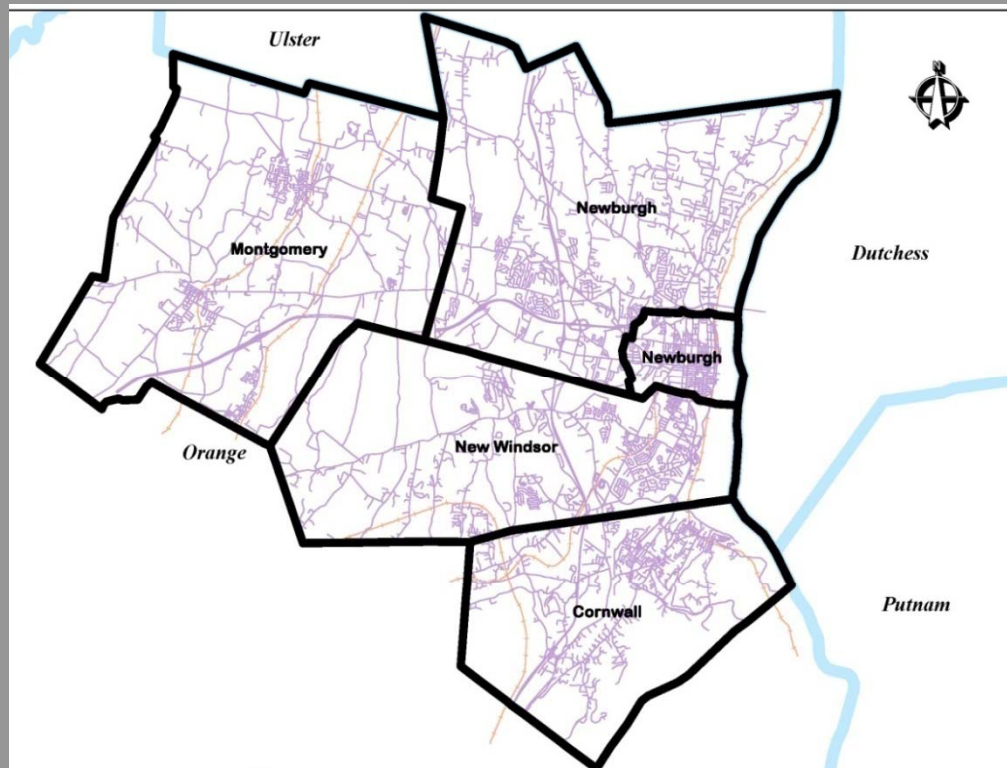 Ulster
N
Newburgh
Montgomery
Dutchess
Newburgh
New Windsor
Orange
Putnam
Cornwall